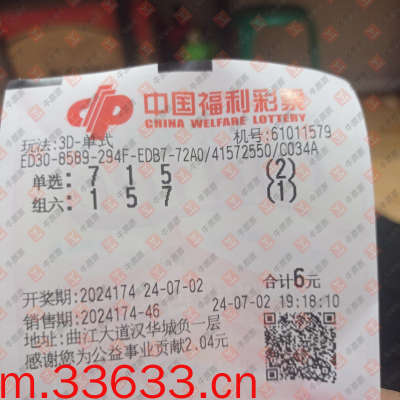 中国福利彩票
CHINA WELFARE LOTTERY
玩法:3D-单式 机号:61011579
ED30-8589-294F-EDB7-72A0/41572550/C034A
单选: 7 1 5 (2)
组六: 1 5 7 (1)
合计6元
开奖期:2024174 24-07-02
销售期:2024174-46 24-07-02 19:18:10
地址:曲江大道汉华城负一层
感谢您为公益事业贡献2.04元
m.33633.cn